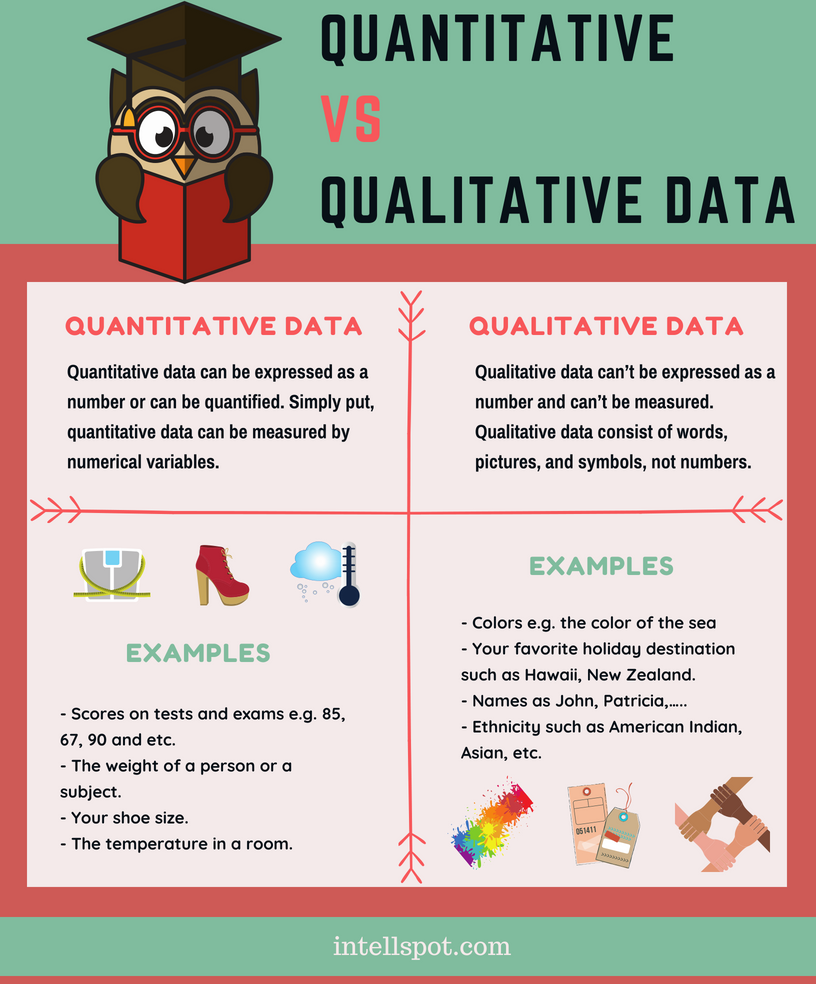 QUANTITATIVE
VS
QUALITATIVE DATA
QUANTITATIVE DATA
Quantitative data can be expressed as a
number or can be quantified. Simply put,
quantitative data can be measured by
numerical variables.
QUALITATIVE DATA
Qualitative data can’t be expressed as a
number and can’t be measured.
Qualitative data consist of words,
pictures, and symbols, not numbers.
EXAMPLES
- Scores on tests and exams e.g. 85,
67, 90 and etc.
- The weight of a person or a
subject.
- Your shoe size.
- The temperature in a room.
EXAMPLES
- Colors e.g. the color of the sea
- Your favorite holiday destination
such as Hawaii, New Zealand.
- Names as John, Patricia,.....
- Ethnicity such as American Indian,
Asian, etc.
051411
intellspot.com